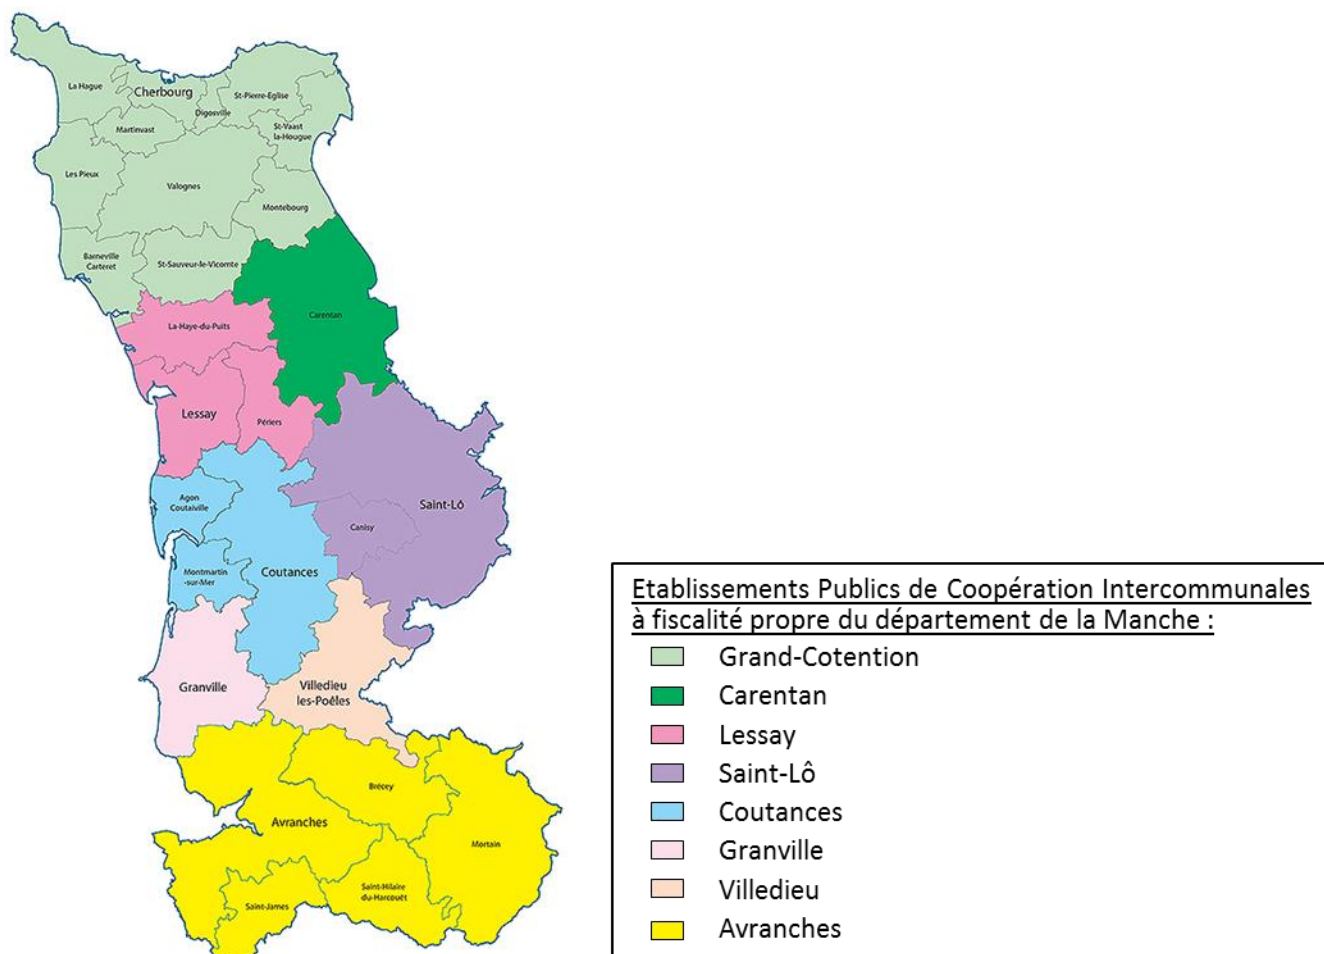 La Hague
Cherbourg
St-Pierre-Eglise
Digosville
Martinvast
St-Vaast
la-Hougue
Les Pieux
Valognes
Montebourg
Barneville
Carteret
St-Sauveur-le-Vicomte
Carentan
La-Haye-du-Puits
Lessay
Périers
Agon
Coutaiville
Saint-Lô
Canisy
Montmartin
-sur-Mer
Coutances
Granville
Villedieu
les-Poêles
Brécey
Avranches
Mortain
Saint-Hilaire
du-Harcouët
Saint-James
Etablissements Publics de Coopération Intercommunales
à fiscalité propre du département de la Manche :
Grand-Cotention
Carentan
Lessay
Saint-Lô
Coutances
Granville
Villedieu
Avranches